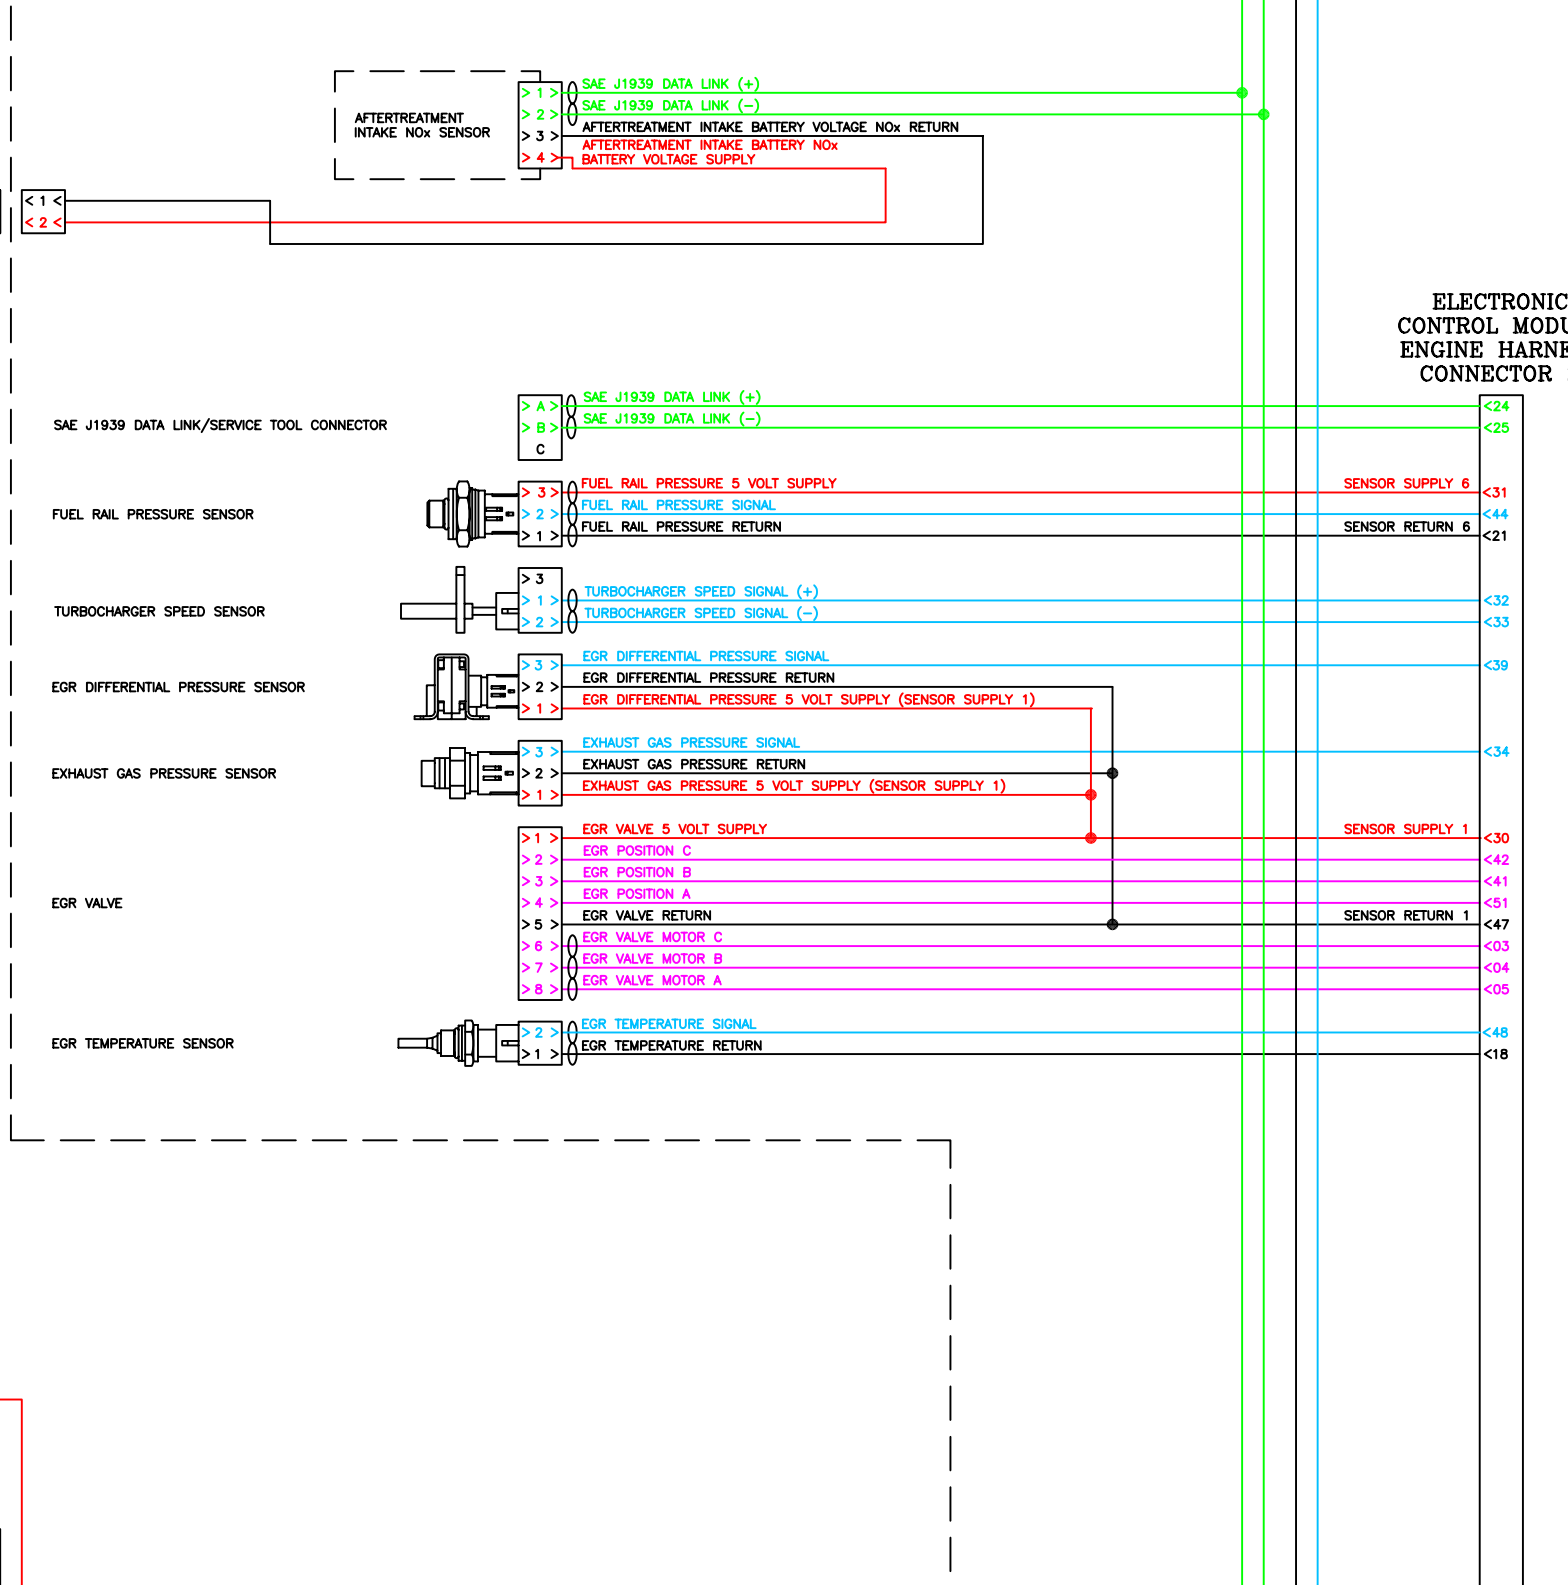 SAE J1939 DATA LINK (+)
> 1 >
SAE J1939 DATA LINK (-)
> 2 >
AFTERTREATMENT
INTAKE NOx SENSOR
AFTERTREATMENT INTAKE BATTERY VOLTAGE NOx RETURN
> 3 >
AFTERTREATMENT INTAKE BATTERY NOx
BATTERY VOLTAGE SUPPLY
> 4 >
< 1 <
< 2 <
ELECTRONIC
CONTROL MODU
ENGINE HARNE
CONNECTOR
SAE J1939 DATA LINK/SERVICE TOOL CONNECTOR
SAE J1939 DATA LINK (+)
> A > <24
SAE J1939 DATA LINK (-)
> B > <25
C
FUEL RAIL PRESSURE SENSOR
FUEL RAIL PRESSURE 5 VOLT SUPPLY SENSOR SUPPLY 6
> 3 > <31
FUEL RAIL PRESSURE SIGNAL
> 2 > <44
FUEL RAIL PRESSURE RETURN SENSOR RETURN 6
> 1 > <21
TURBOCHARGER SPEED SENSOR
> 3
TURBOCHARGER SPEED SIGNAL (+)
> 1 > <32
TURBOCHARGER SPEED SIGNAL (-)
> 2 > <33
EGR DIFFERENTIAL PRESSURE SENSOR
EGR DIFFERENTIAL PRESSURE SIGNAL
> 3 > <39
EGR DIFFERENTIAL PRESSURE RETURN
> 2 >
EGR DIFFERENTIAL PRESSURE 5 VOLT SUPPLY (SENSOR SUPPLY 1)
> 1 >
EXHAUST GAS PRESSURE SENSOR
EXHAUST GAS PRESSURE SIGNAL
> 3 > <34
EXHAUST GAS PRESSURE RETURN
> 2 >
EXHAUST GAS PRESSURE 5 VOLT SUPPLY (SENSOR SUPPLY 1)
> 1 >
EGR VALVE
EGR VALVE 5 VOLT SUPPLY SENSOR SUPPLY 1
> 1 > <30
EGR POSITION C
> 2 > <42
EGR POSITION B
> 3 > <41
EGR POSITION A
> 4 > <51
EGR VALVE RETURN SENSOR RETURN 1
> 5 > <47
EGR VALVE MOTOR C
> 6 > <03
EGR VALVE MOTOR B
> 7 > <04
EGR VALVE MOTOR A
> 8 > <05
EGR TEMPERATURE SENSOR
EGR TEMPERATURE SIGNAL
> 2 > <48
EGR TEMPERATURE RETURN
> 1 > <18